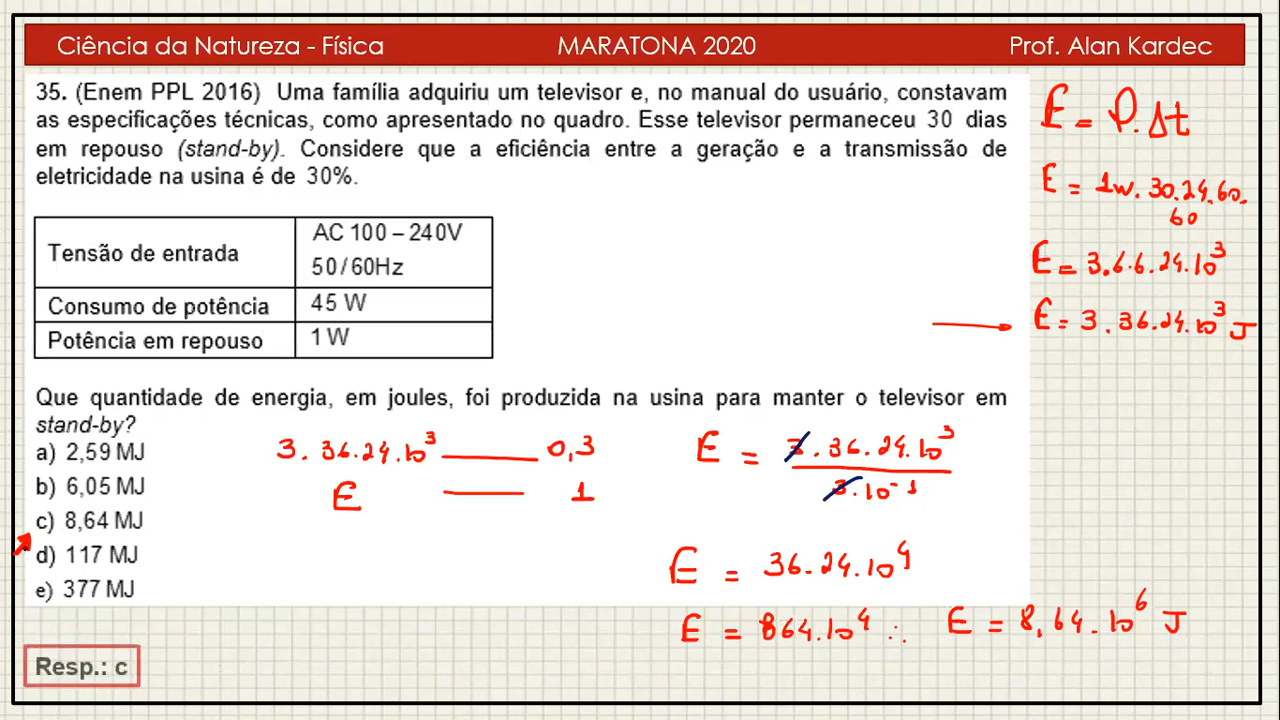 Ciência da Natureza - Física MARATONA 2020 Prof. Alan Kardec
35. (Enem PPL 2016) Uma família adquiriu um televisor e, no manual do usuário, constavam
as especificações técnicas, como apresentado no quadro. Esse televisor permaneceu 30 dias
em repouso (stand-by). Considere que a eficiência entre a geração e a transmissão de
eletricidade na usina é de 30%.
Tensão de entrada
AC 100 – 240V
50/60Hz
Consumo de potência 45 W
Potência em repouso 1 W
Que quantidade de energia, em joules, foi produzida na usina para manter o televisor em
stand-by?
a) 2,59 MJ
b) 6,05 MJ
c) 8,64 MJ
d) 117 MJ
e) 377 MJ
Resp.: c
E = P.Δt
E = 1w.30.24.60.
60
E = 3.6.6.24.10³
E = 3.36.24.10³ J
3.36.24.10³ 0,3
E 1
E = 3.36.24.10³
3.10⁻¹
E = 36.24.10⁴
E = 864.10⁴ ∴ E = 8,64.10⁶ J